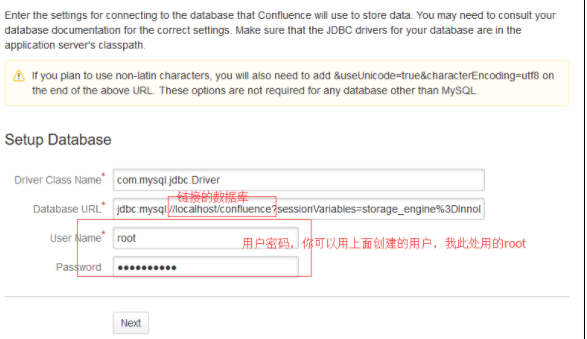 Enter the settings for connecting to the database that Confluence will use to store data. You may need to consult your
database documentation for the correct settings. Make sure that the JDBC drivers for your database are in the
application server's classpath.
If you plan to use non-latin characters, you will also need to add &useUnicode=true&characterEncoding=utf8 on
the end of the above URL. These options are not required for any database other than MySQL.
Setup Database
Driver Class Name* com.mysql.jdbc.Driver
链接的数据库
Database URL* jdbc:mysql://localhost/confluence?sessionVariables=storage_engine%3DInnol
User Name* root
用户密码，你可以用上面创建的用户，我此处用的root
Password ●●●●●●●●●●
Next